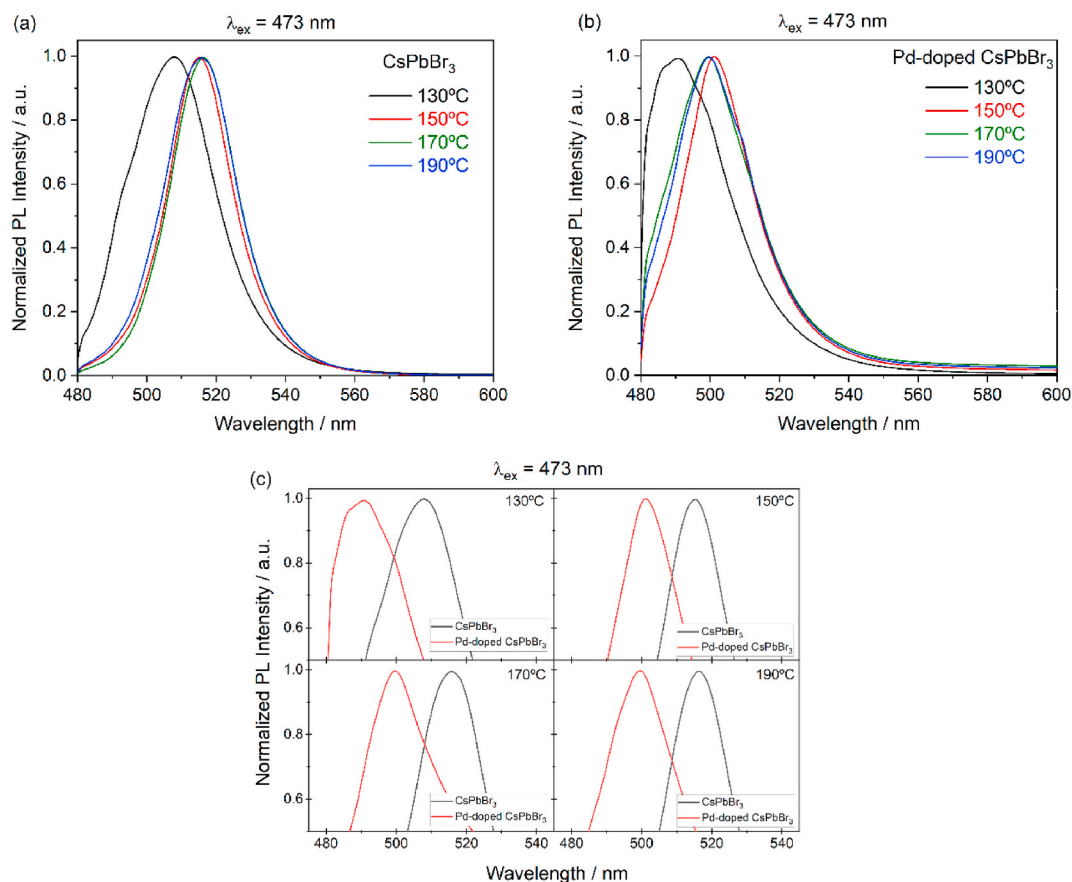 (a)
λex = 473 nm
CsPbBr3
130ºC
150ºC
170ºC
190ºC
1.0
0.8
0.6
0.4
0.2
0.0
Normalized PL Intensity / a.u.
480 500 520 540 560 580 600
Wavelength / nm
(b)
λex = 473 nm
Pd-doped CsPbBr3
130ºC
150ºC
170ºC
190ºC
1.0
0.8
0.6
0.4
0.2
0.0
Normalized PL Intensity / a.u.
480 500 520 540 560 580 600
Wavelength / nm
(c)
λex = 473 nm
Normalized PL Intensity / a.u.
1.0
0.8
0.6
130ºC
CsPbBr3
Pd-doped CsPbBr3
150ºC
CsPbBr3
Pd-doped CsPbBr3
1.0
0.8
0.6
170ºC
CsPbBr3
Pd-doped CsPbBr3
190ºC
CsPbBr3
Pd-doped CsPbBr3
480 500 520 540 480 500 520 540
Wavelength / nm